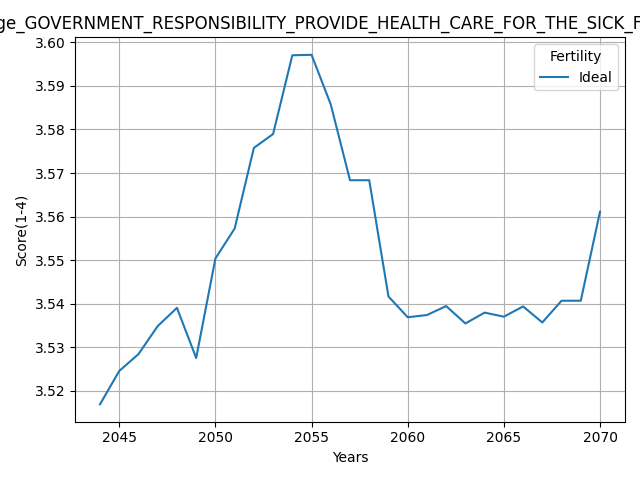 ge_GOVERNMENT_RESPONSIBILITY_PROVIDE_HEALTH_CARE_FOR_THE_SICK_F
3.60
3.59
3.58
3.57
3.56
3.55
3.54
3.53
3.52
Score(1-4)
Fertility
Ideal
2045 2050 2055 2060 2065 2070
Years